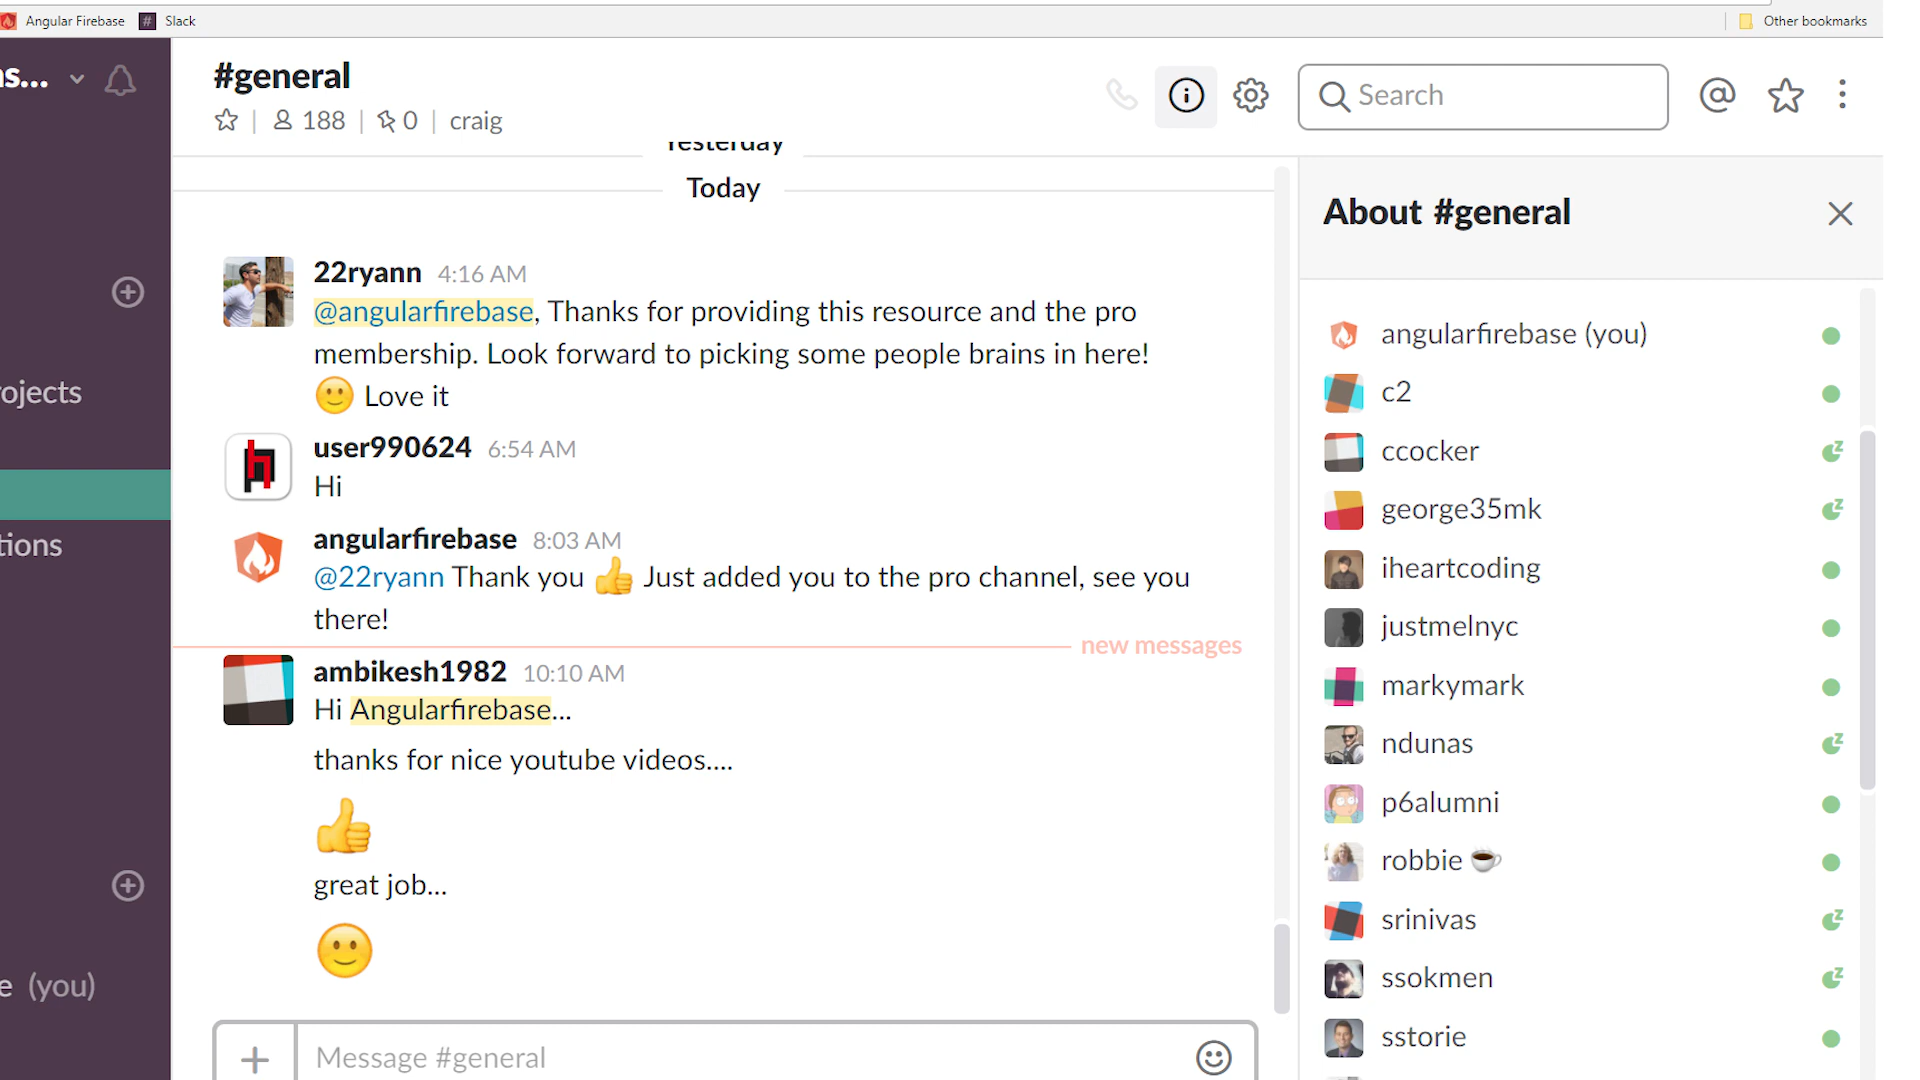 Angular Firebase
# Slack
Other bookmarks
#general
188
0
craig
Search
Yesterday
Today
About #general
22ryann 4:16 AM
@angularfirebase, Thanks for providing this resource and the pro
membership. Look forward to picking some people brains in here!
🙂 Love it
user990624 6:54 AM
Hi
angularfirebase 8:03 AM
@22ryann Thank you 👍 Just added you to the pro channel, see you
there!
new messages
ambikesh1982 10:10 AM
Hi Angularfirebase...
thanks for nice youtube videos....
👍
great job...
🙂
Message #general
angularfirebase (you)
c2
ccocker
george35mk
iheartcoding
justmelnyc
markymark
ndunas
p6alumni
robbie ☕
srinivas
ssokmen
sstorie
s...
ojects
tions
e (you)